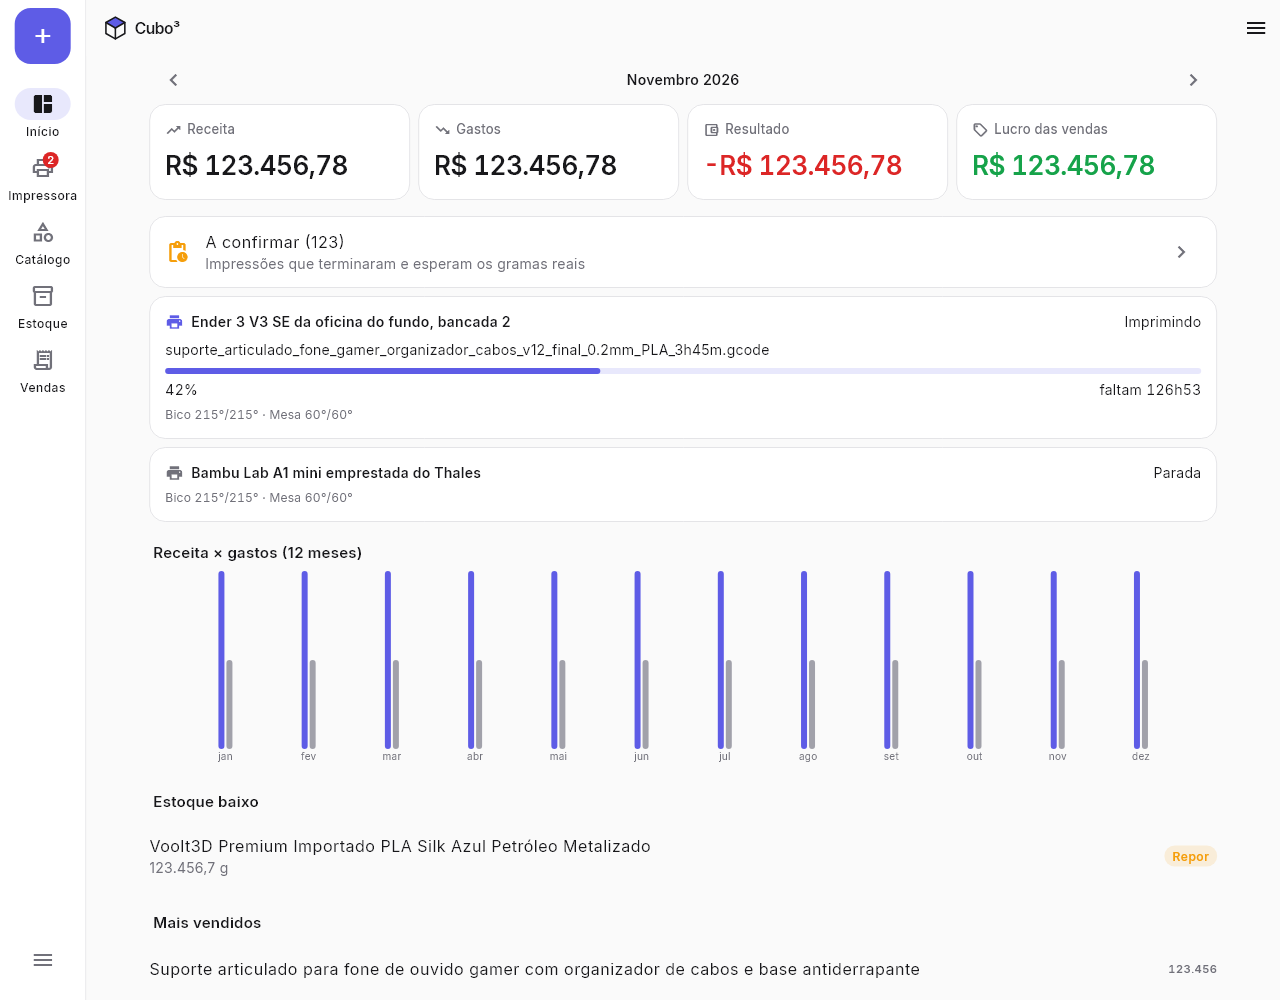 +
Cubo³
Início
2
Impressora
Catálogo
Estoque
Vendas
Novembro 2026
Receita
R$ 123.456,78
Gastos
R$ 123.456,78
Resultado
-R$ 123.456,78
Lucro das vendas
R$ 123.456,78
A confirmar (123)
Impressões que terminaram e esperam os gramas reais
Ender 3 V3 SE da oficina do fundo, bancada 2
Imprimindo
suporte_articulado_fone_gamer_organizador_cabos_v12_final_0.2mm_PLA_3h45m.gcode
42%
faltam 126h53
Bico 215°/215° · Mesa 60°/60°
Bambu Lab A1 mini emprestada do Thales
Parada
Bico 215°/215° · Mesa 60°/60°
Receita × gastos (12 meses)
jan fev mar abr mai jun jul ago set out nov dez
Estoque baixo
Voolt3D Premium Importado PLA Silk Azul Petróleo Metalizado
123.456,7 g
Repor
Mais vendidos
Suporte articulado para fone de ouvido gamer com organizador de cabos e base antiderrapante
123.456